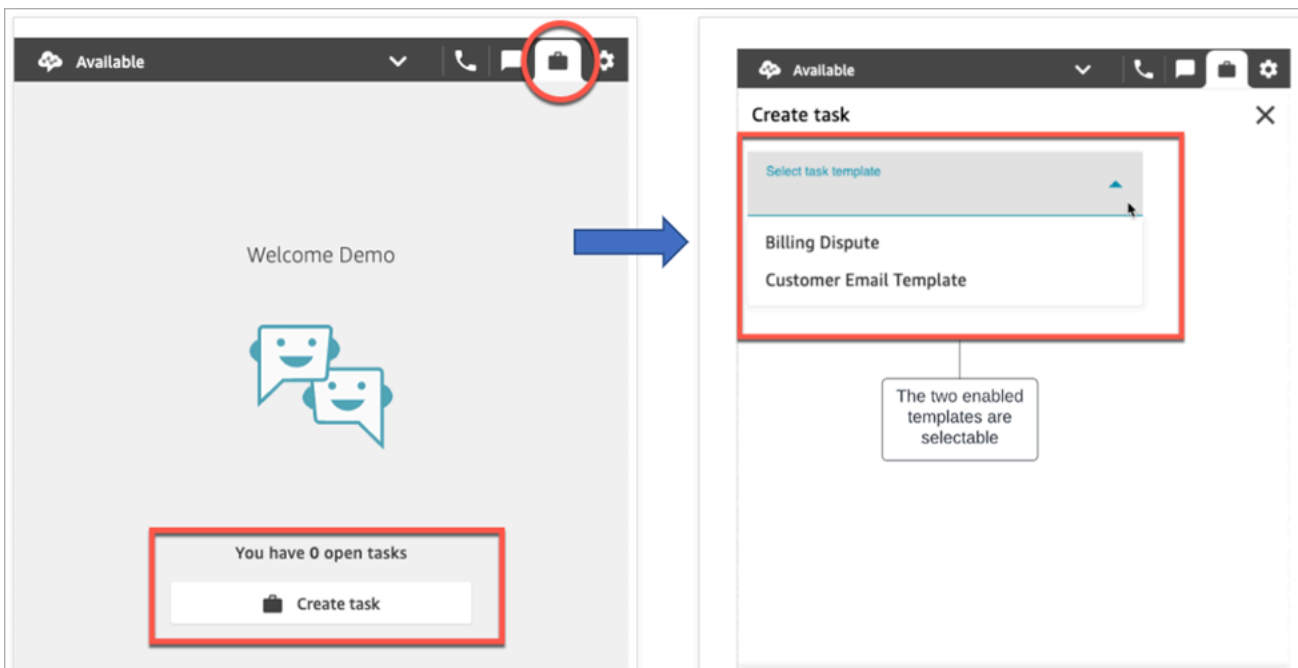 Available
Welcome Demo
You have 0 open tasks
Create task
Available
Create task
Select task template
Billing Dispute
Customer Email Template
The two enabled
templates are
selectable